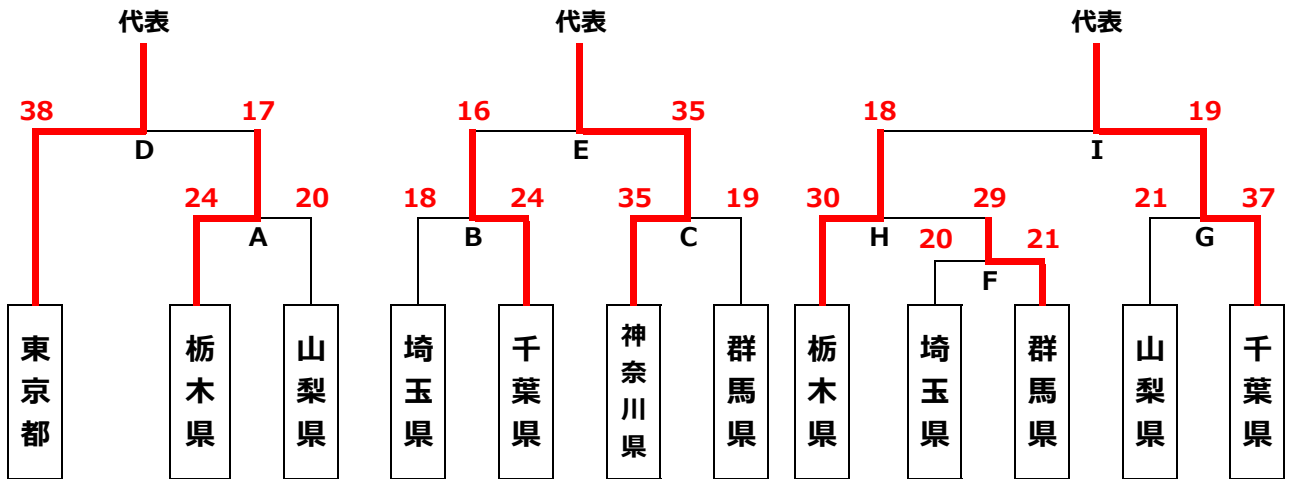 代表 代表 代表
38 17 16 35 18 19
D E I
24 20 18 24 35 19 30 29 21 37
A B C H G
20 21
F
東京都 栃木県 山梨県 埼玉県 千葉県 神奈川県 群馬県 栃木県 埼玉県 群馬県 山梨県 千葉県